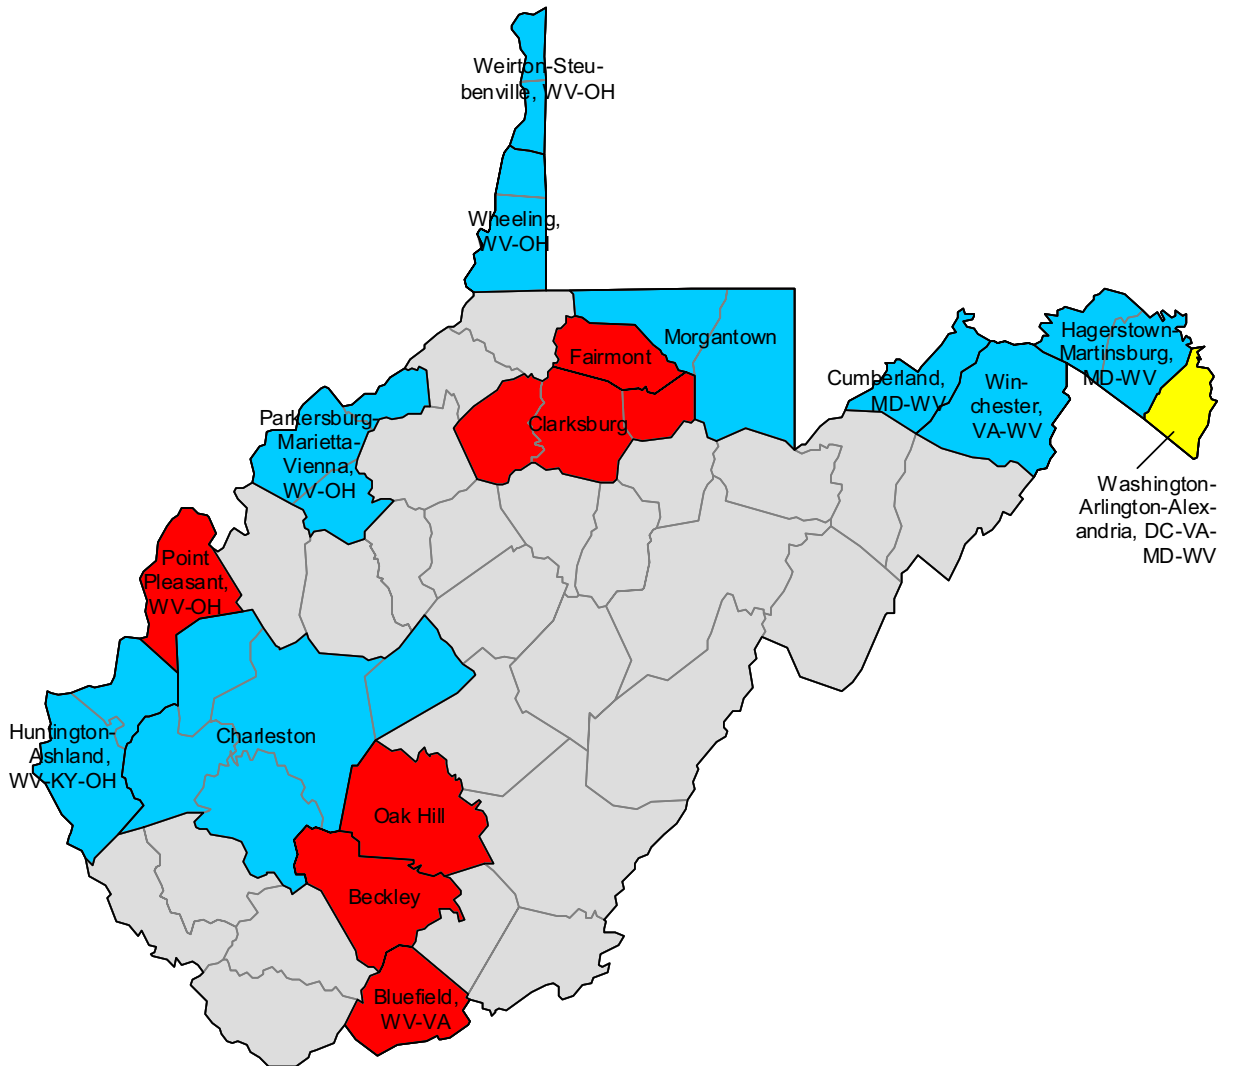 Weirton-Steu-
benville, WV-OH
Wheeling,
WV-OH
Morgantown
Fairmont
Hagerstown-
Martinsburg,
MD-WV
Cumberland,
MD-WV
Win-
chester,
VA-WV
Parkersburg-
Marietta-
Vienna,
WV-OH
Clarksburg
Washington-
Arlington-Alex-
andria, DC-VA-
MD-WV
Point
Pleasant,
WV-OH
Huntington-
Ashland,
WV-KY-OH
Charleston
Oak Hill
Beckley
Bluefield,
WV-VA